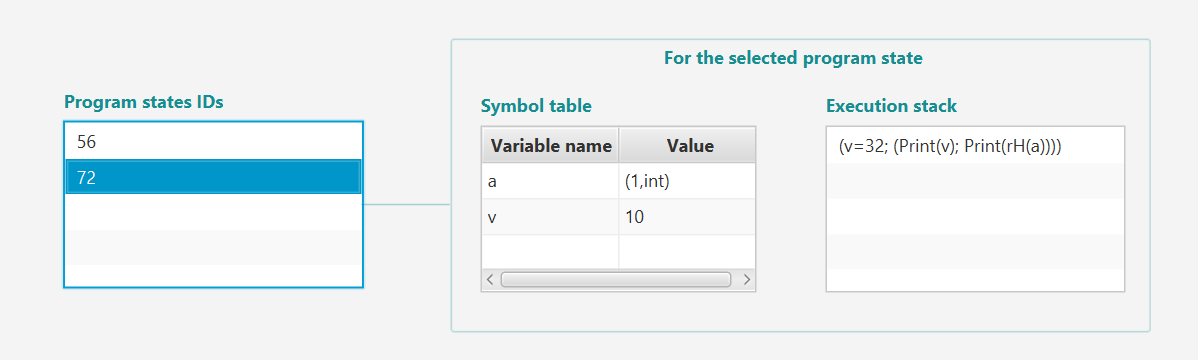 For the selected program state
Program states IDs
56
72
Symbol table
Variable name Value
a (1,int)
v 10
Execution stack
(v=32; (Print(v); Print(rH(a))))